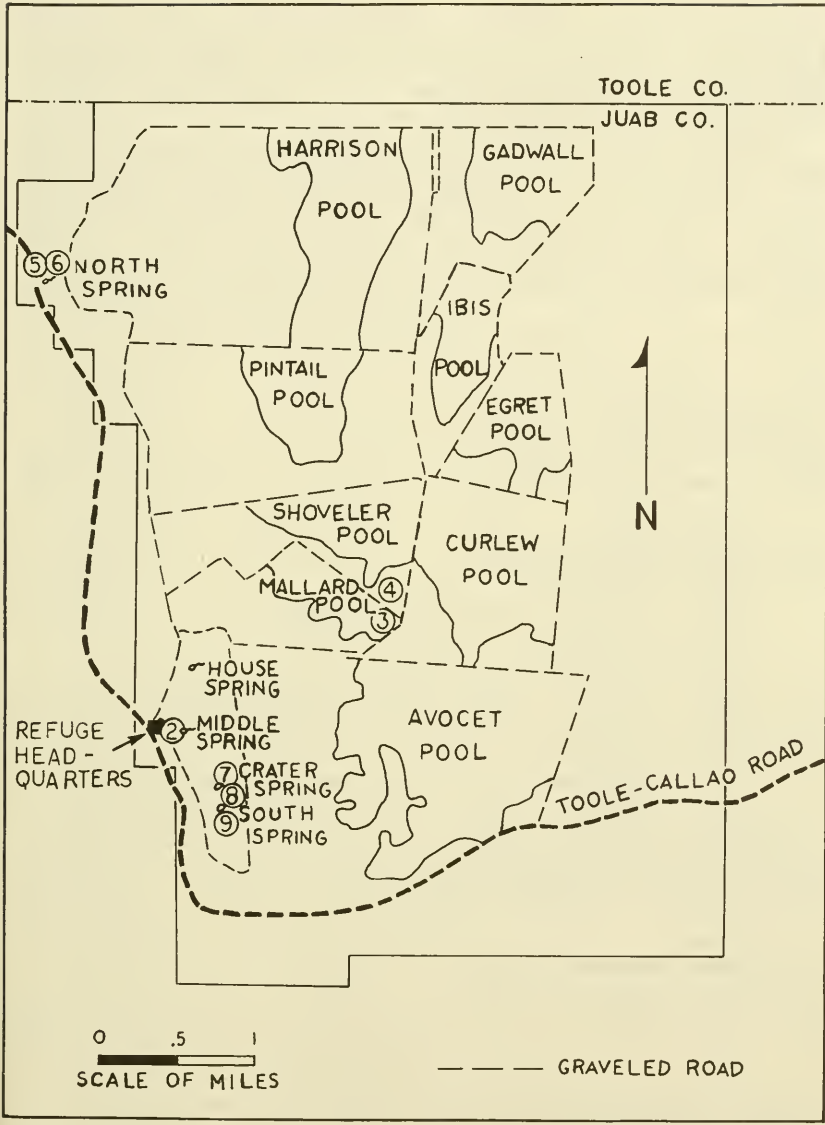 TOOLE CO.
JUAB CO.
HARRISON
POOL
GADWALL
POOL
5 6 NORTH
SPRING
IBIS
POOL
PINTAIL
POOL
EGRET
POOL
N
SHOVELER
POOL
CURLEW
POOL
MALLARD
POOL
4
3
HOUSE
SPRING
REFUGE
HEAD-
QUARTERS
2 MIDDLE
SPRING
AVOCET
POOL
7 CRATER
SPRING
8
SOUTH
9 SPRING
TOOLE-CALLAO ROAD
0 .5 1
SCALE OF MILES
GRAVELED ROAD